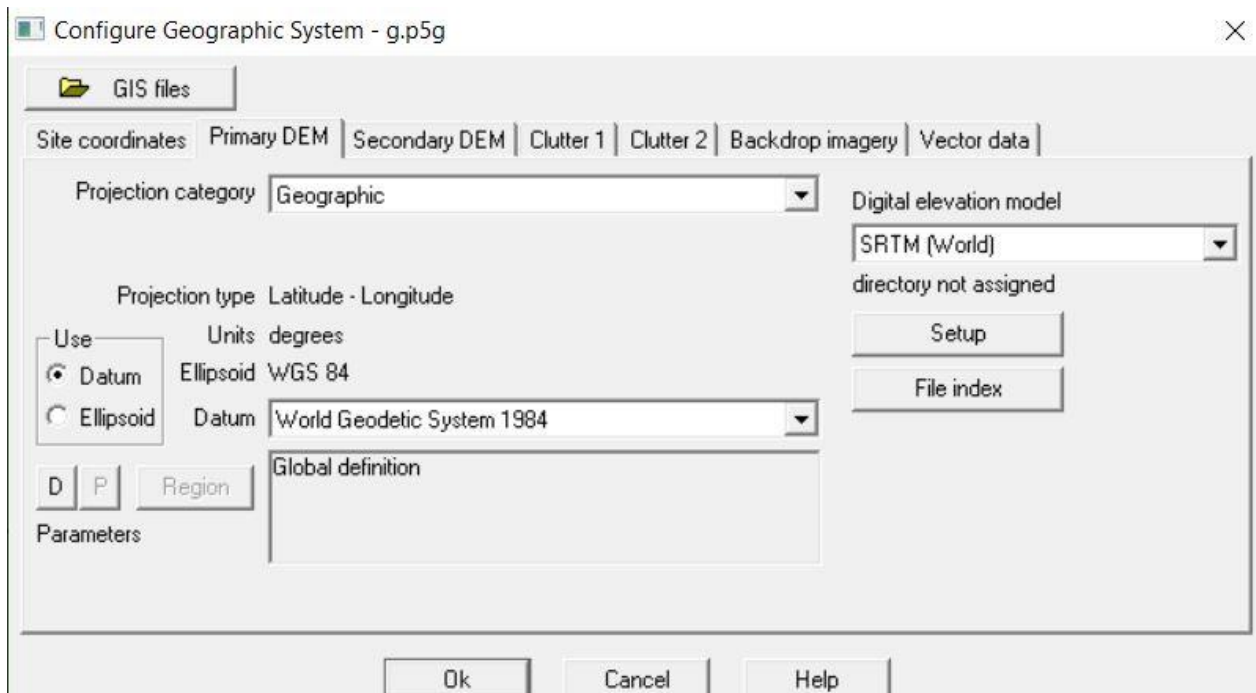 Configure Geographic System - g.p5g
GIS files
Site coordinates Primary DEM Secondary DEM Clutter 1 Clutter 2 Backdrop imagery Vector data
Projection category Geographic
Digital elevation model
SRTM (World)
directory not assigned
Projection type Latitude - Longitude
Use
Units degrees
Setup
Datum Ellipsoid WGS 84
File index
Ellipsoid Datum World Geodetic System 1984
Global definition
D P Region
Parameters
Ok Cancel Help